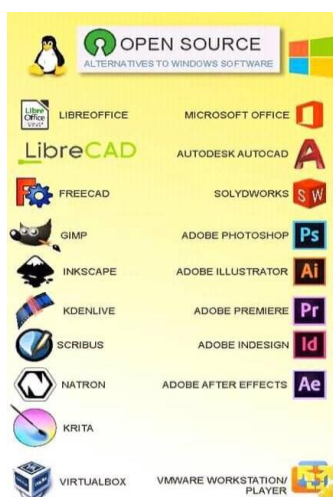 OPEN SOURCE
ALTERNATIVES TO WINDOWS SOFTWARE
Libre Office
LIBREOFFICE
MICROSOFT OFFICE
LibreCAD
AUTODESK AUTOCAD
FREECAD
SOLYDWORKS
S W
GIMP
ADOBE PHOTOSHOP
Ps
INKSCAPE
ADOBE ILLUSTRATOR
Ai
KDENLIVE
ADOBE PREMIERE
Pr
SCRIBUS
ADOBE INDESIGN
Id
NATRON
ADOBE AFTER EFFECTS
Ae
KRITA
VIRTUALBOX
VMWARE WORKSTATION/
PLAYER